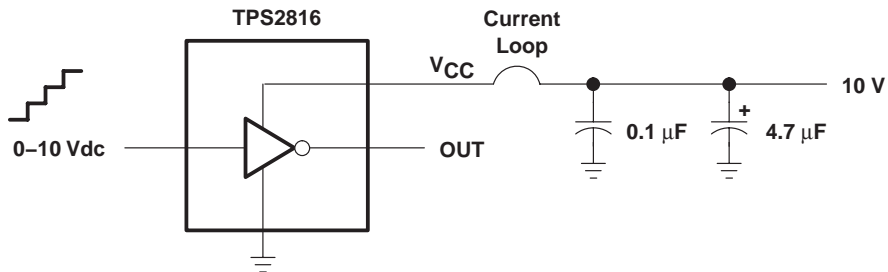 TPS2816
Current
Loop
VCC
10 V
+
0.1 μF
4.7 μF
0–10 Vdc
OUT